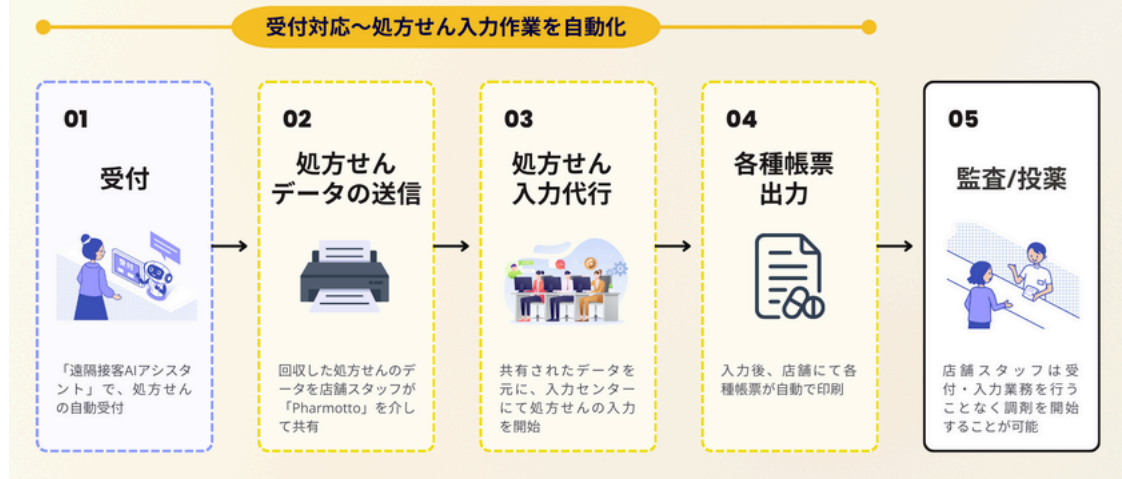 受付対応〜処方せん入力作業を自動化
01
受付
「遠隔接客AIアシスタ
ント」で、処方せん
の自動受付
02
処方せん
データの送信
回収した処方せんのデ
ータを店舗スタッフが
「Pharmotto」を介し
て共有
03
処方せん
入力代行
共有されたデータを
元に、入力センター
にて処方せんの入力
を開始
04
各種帳票
出力
入力後、店舗にて各
種帳票が自動で印刷
05
監査/投薬
店舗スタッフは受
付・入力業務を行う
ことなく調剤を開始
することが可能